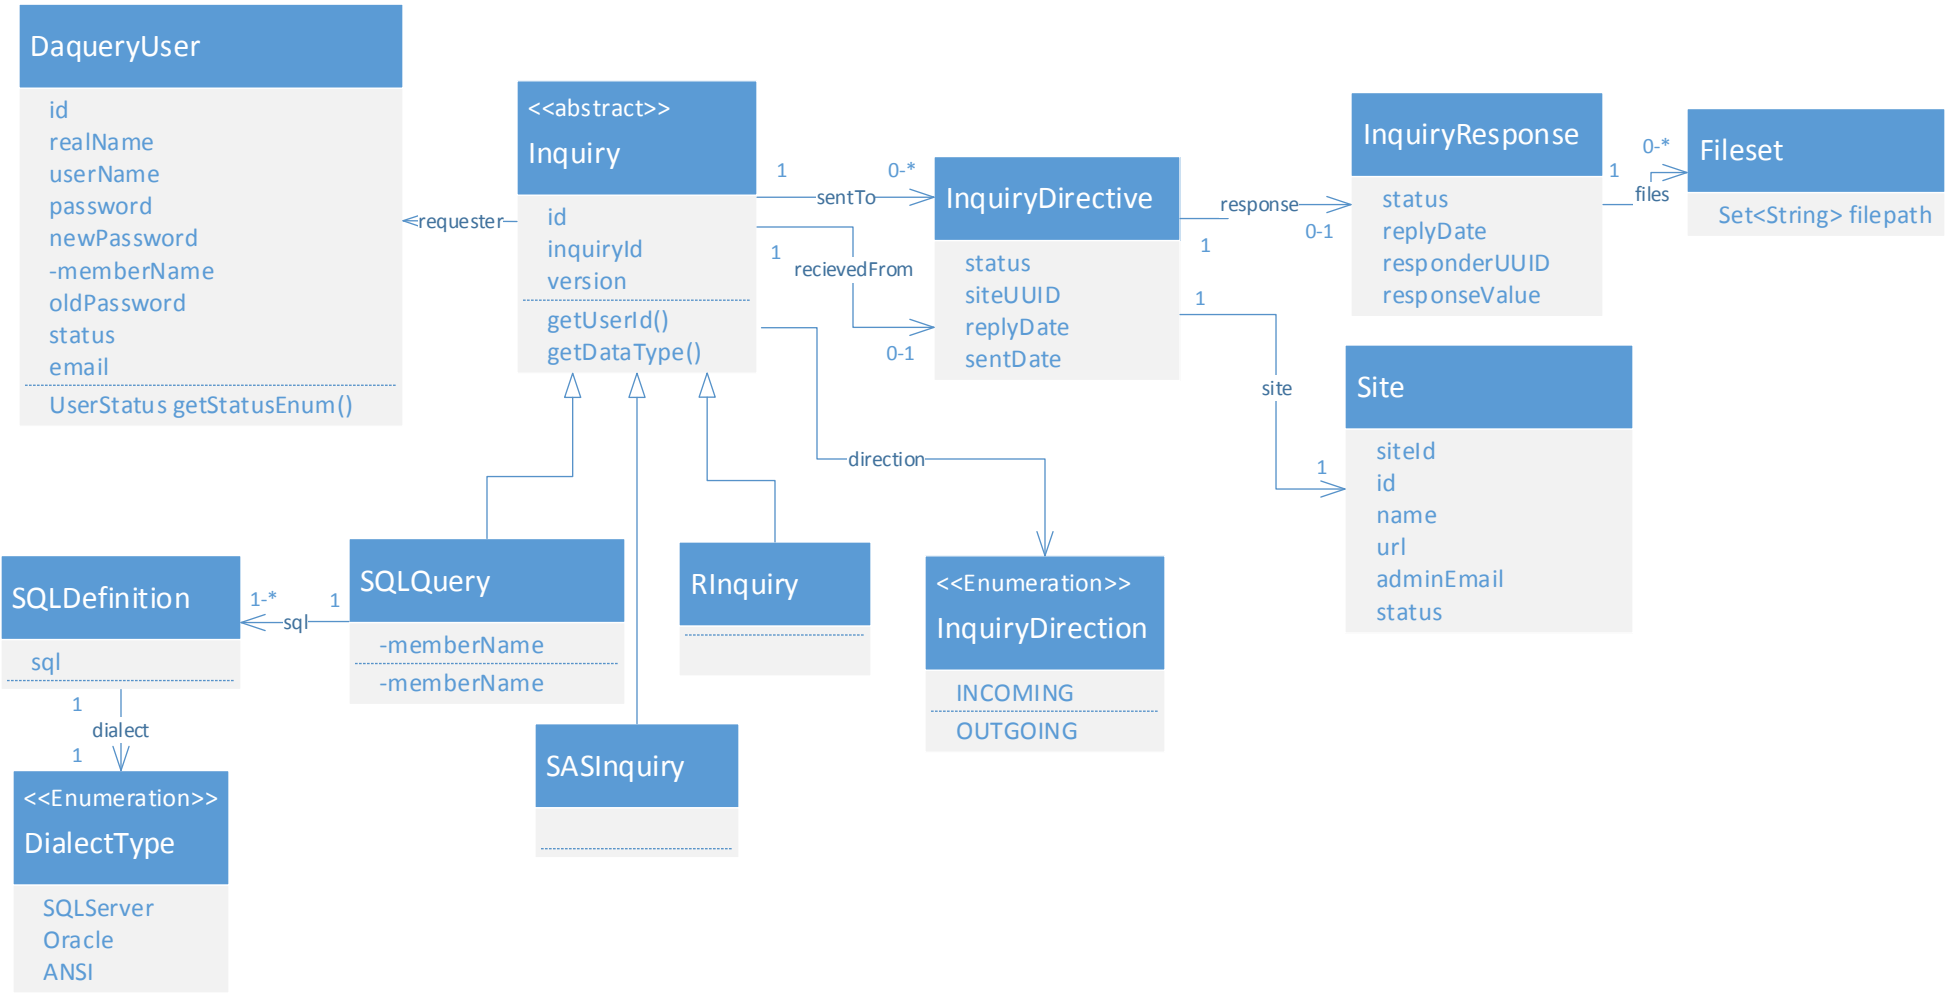 DaqueryUser
id
realName
userName
password
newPassword
-memberName
oldPassword
status
email
UserStatus getStatusEnum()
requester
<<abstract>>
Inquiry
id
inquiryId
version
getUserId()
getDataType()
1
0-*
sentTo
1
recievedFrom
0-1
InquiryDirective
status
siteUUID
replyDate
sentDate
response
1
0-1
InquiryResponse
status
replyDate
responderUUID
responseValue
1
0-*
files
Fileset
Set<String> filepath
1
site
1
Site
siteId
id
name
url
adminEmail
status
direction
<<Enumeration>>
InquiryDirection
INCOMING
OUTGOING
SQLDefinition
sql
1-*
1
sql
SQLQuery
-memberName
-memberName
RInquiry
SASInquiry
1
dialect
1
<<Enumeration>>
DialectType
SQLServer
Oracle
ANSI